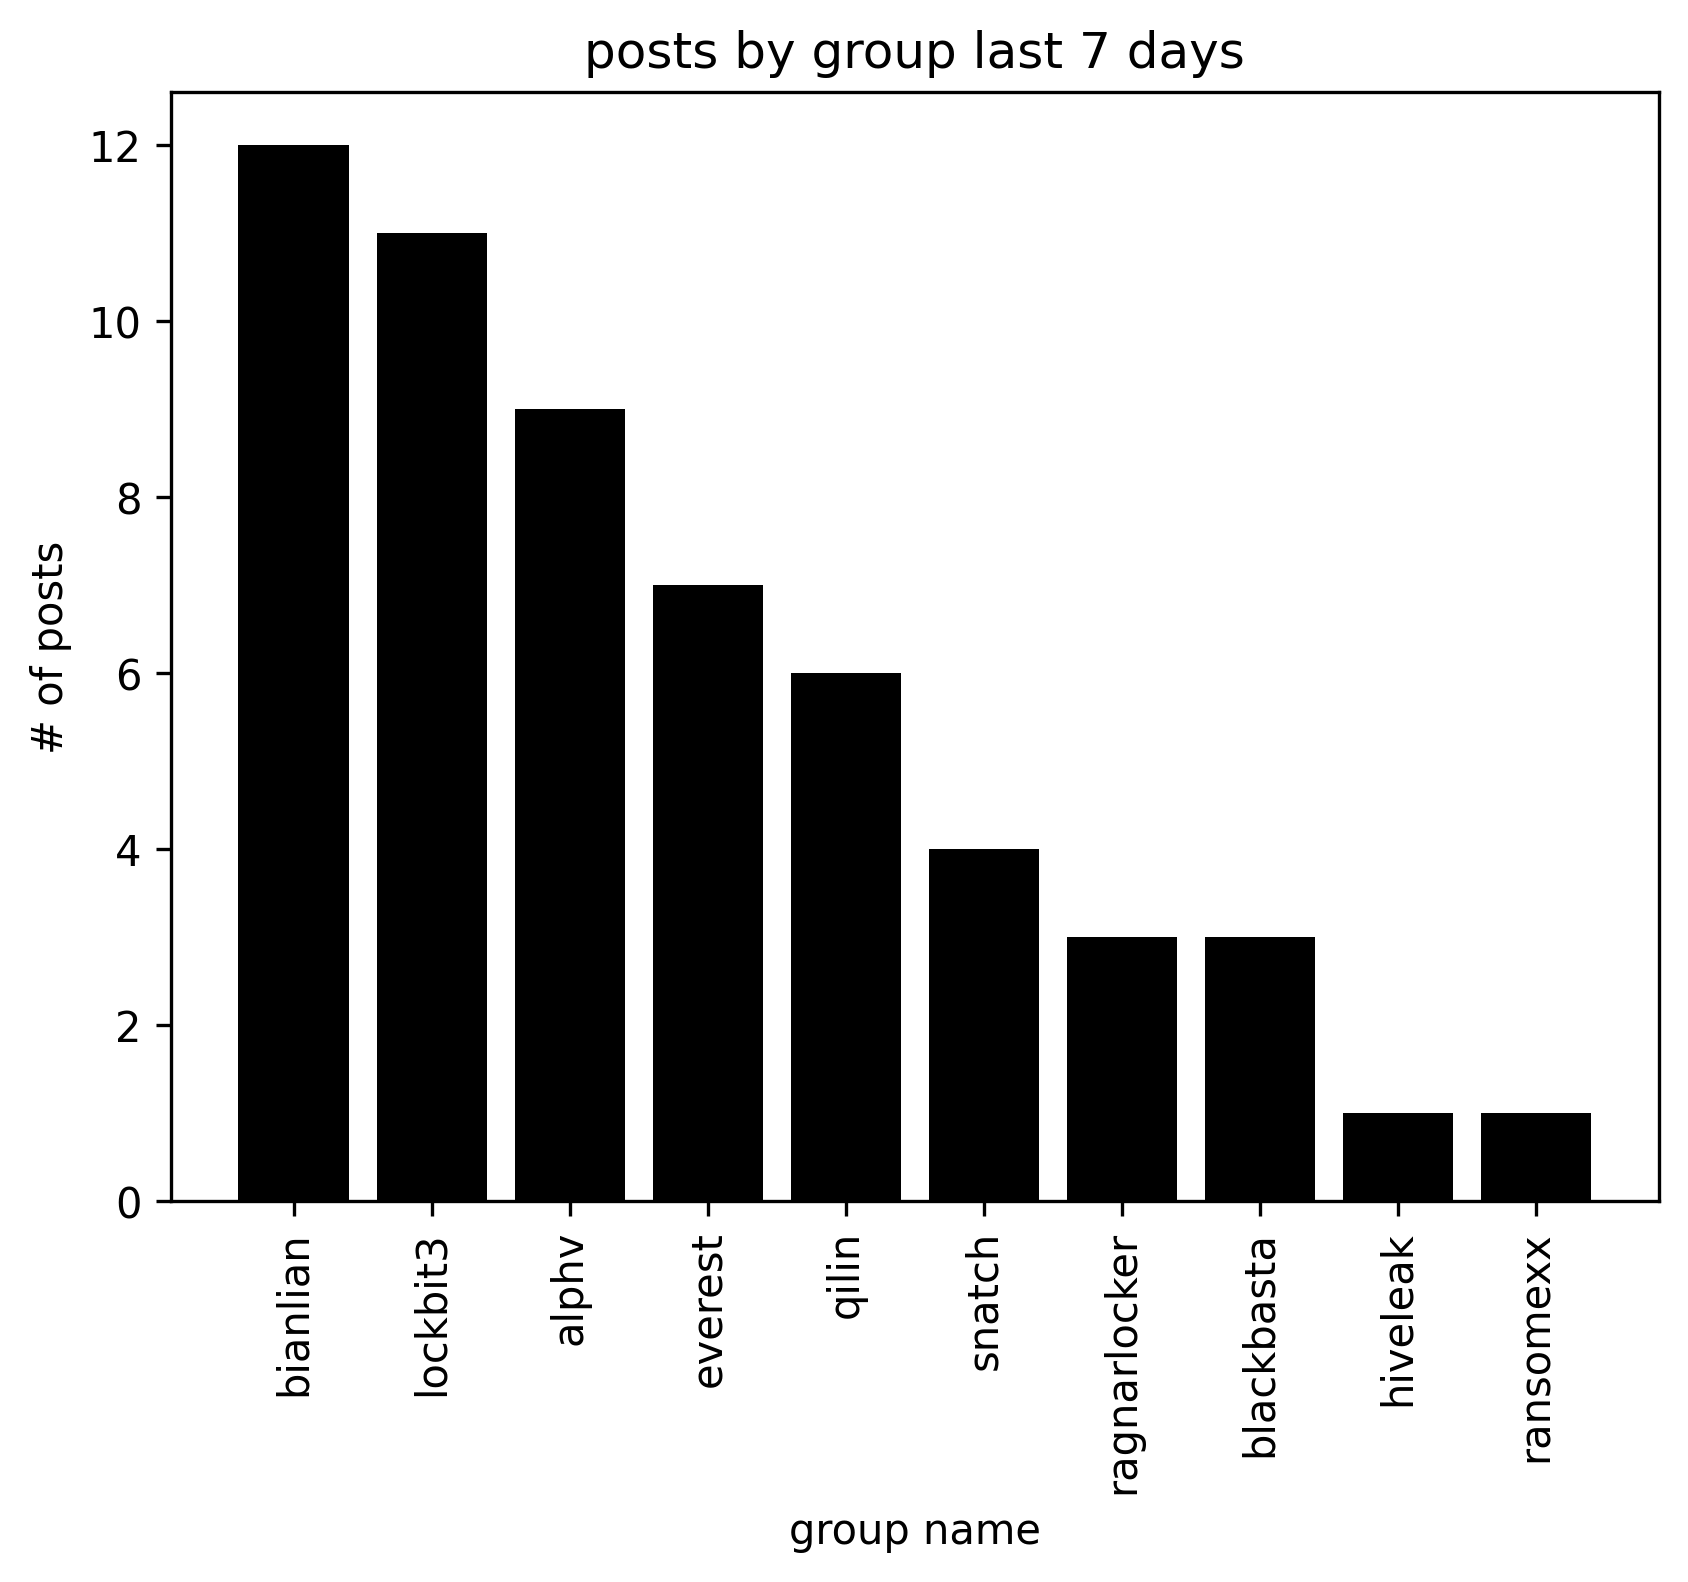 posts by group last 7 days
12
10
8
6
4
2
0
# of posts
bianlian
lockbit3
alphv
everest
qilin
snatch
ragnarlocker
blackbasta
hiveleak
ransomexx
group name